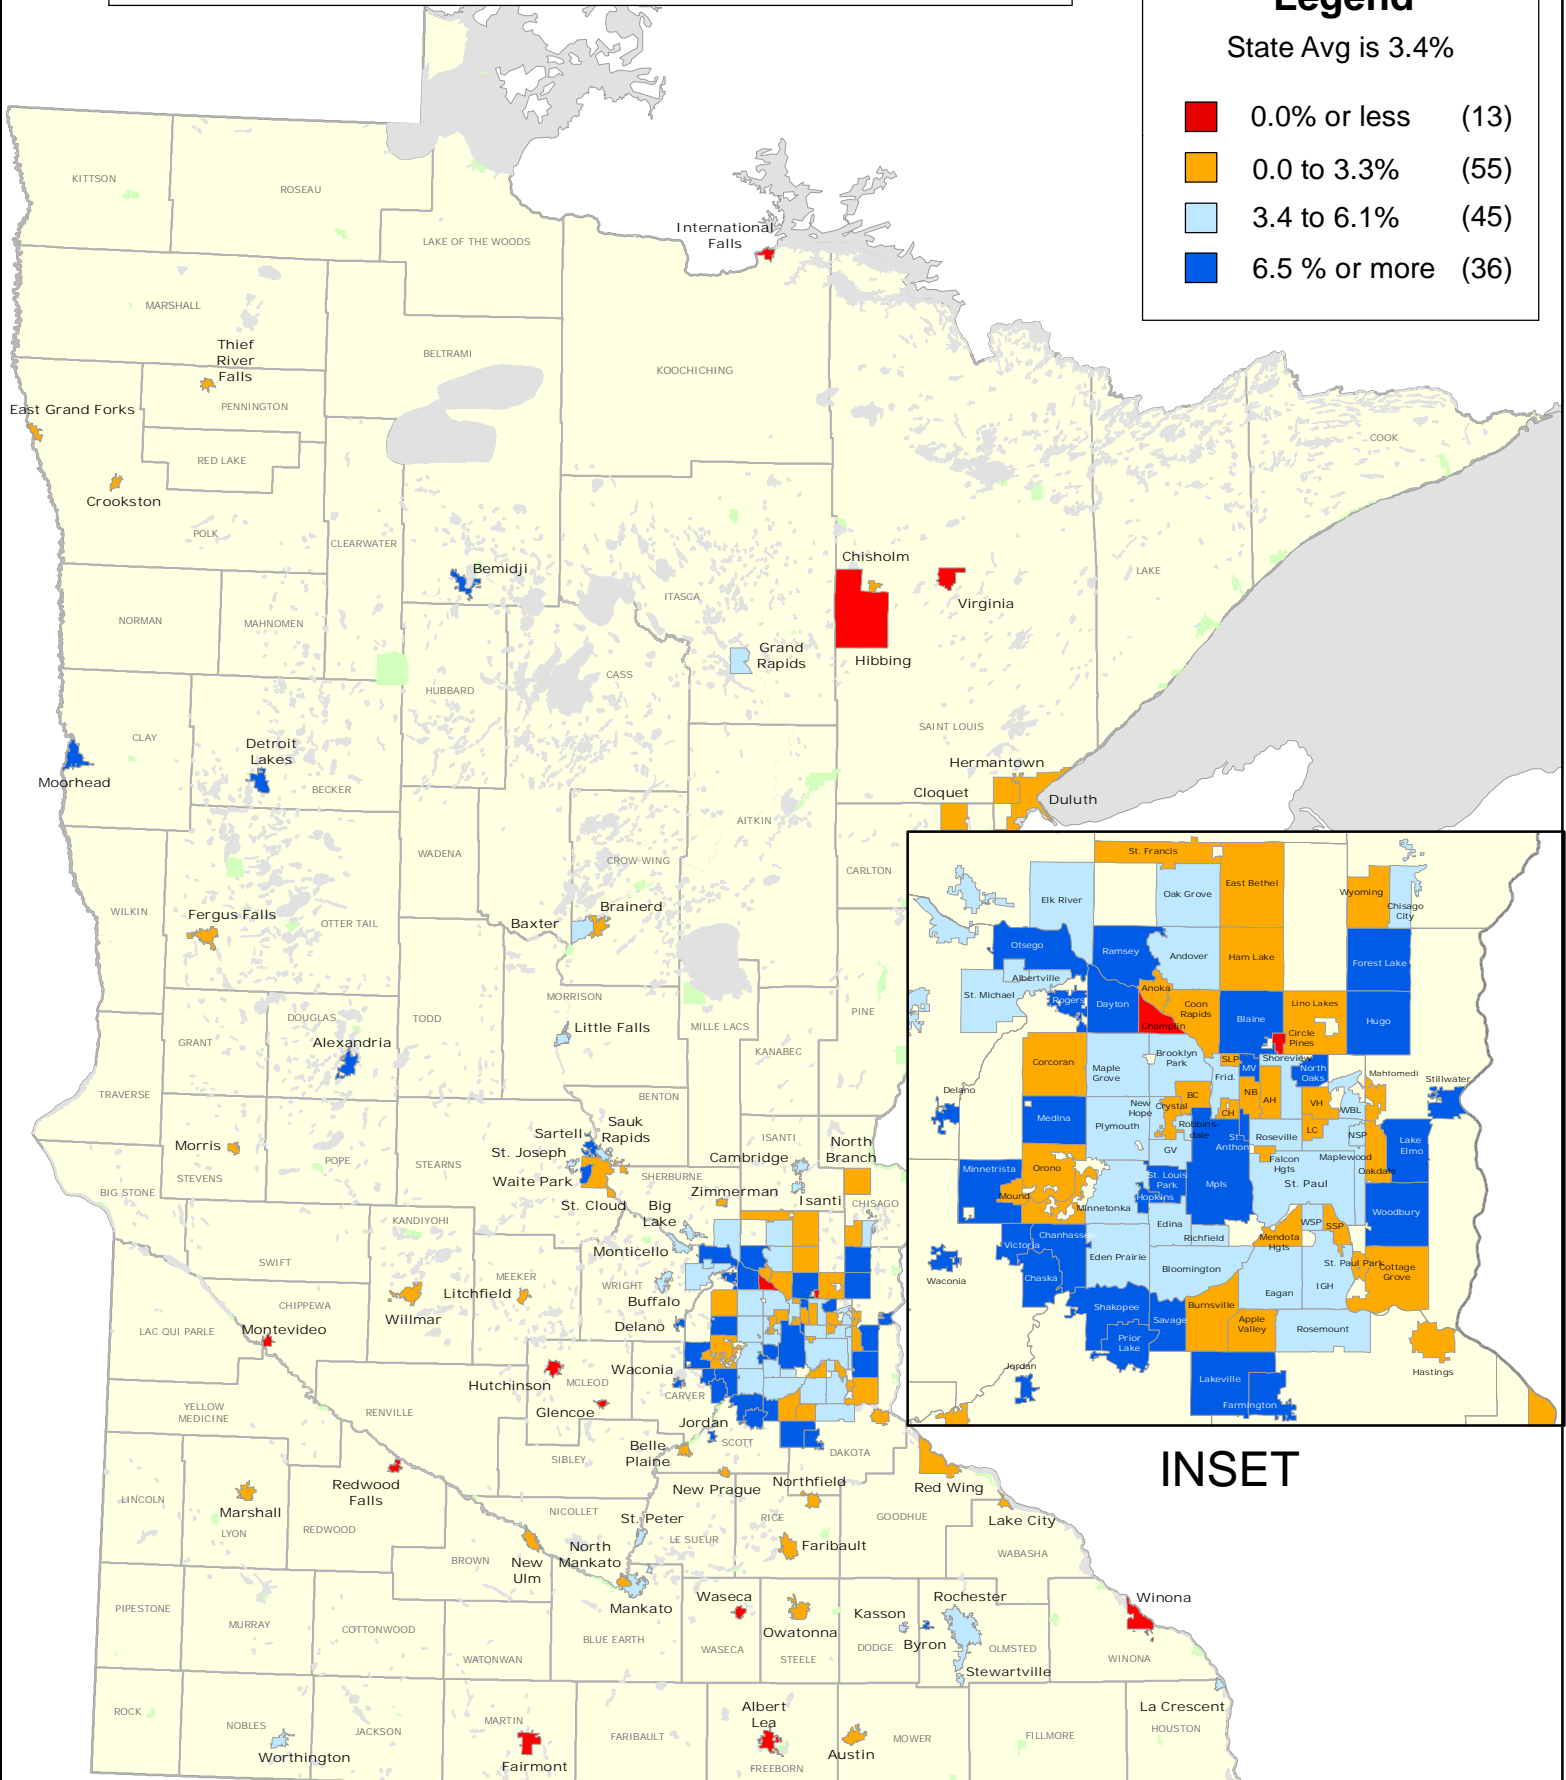 Legend
State Avg is 3.4%
0.0% or less (13)
0.0 to 3.3% (55)
3.4 to 6.1% (45)
6.5 % or more (36)
KITTSON
ROSEAU
LAKE OF THE WOODS
International
Falls
MARSHALL
BELTRAMI
KOOCHICHING
Thief
River
Falls
PENNINGTON
East Grand Forks
RED LAKE
Crookston
POLK
CLEARWATER
COOK
LAKE
Chisholm
Virginia
Hibbing
Bemidji
ITASCA
Grand
Rapids
NORMAN
MAHNOMEN
HUBBARD
CASS
SAINT LOUIS
CLAY
Moorhead
Detroit
Lakes
BECKER
Hermantown
Cloquet
Duluth
AITKIN
WADENA
CROW WING
CARLTON
WILKIN
Fergus Falls
OTTER TAIL
Baxter
Brainerd
MORRISON
Little Falls
MILLE LACS
KANABEC
PINE
GRANT
DOUGLAS
Alexandria
TODD
TRAVERSE
BENTON
Sauk
Rapids
Sartell
St. Joseph
Waite Park
St. Cloud
Morris
STEVENS
POPE
STEARNS
BIG STONE
ISANTI
Cambridge
North
Branch
SHERBURNE
Zimmerman
Isanti
CHISAGO
Big
Lake
Monticello
KANDIYOHI
SWIFT
MEEKER
WRIGHT
Litchfield
Buffalo
Willmar
Delano
CHIPPEWA
LAC QUI PARLE
Montevideo
Hutchinson
MCLEOD
Waconia
CARVER
Glencoe
Jordan
YELLOW
MEDICINE
RENVILLE
Belle
Plaine
SCOTT
DAKOTA
SIBLEY
New Prague
Northfield
Red Wing
Lake City
Redwood
Falls
LINCOLN
Marshall
LYON
REDWOOD
NICOLLET
St. Peter
LE SUEUR
RICE
GOODHUE
Faribault
WABASHA
BROWN
New
Ulm
North
Mankato
Mankato
Waseca
WASECA
Owatonna
STEELE
Kasson
DODGE
Byron
Rochester
OLMSTED
Stewartville
Winona
WINONA
PIPESTONE
MURRAY
COTTONWOOD
WATONWAN
BLUE EARTH
La Crescent
HOUSTON
ROCK
NOBLES
Worthington
JACKSON
MARTIN
Fairmont
FARIBAULT
Albert
Lea
FREEBORN
Austin
MOWER
FILLMORE
St. Francis
East Bethel
Elk River
Oak Grove
Wyoming
Chisago
City
Otsego
Ramsey
Andover
Ham Lake
Forest Lake
Albertville
St. Michael
Rogers
Dayton
Anoka
Coon
Rapids
Champlin
Blaine
Lino Lakes
Circle
Pines
Hugo
Corcoran
Maple
Grove
Brooklyn
Park
SLP
MV
Shoreview
North
Oaks
Frid.
Mahtomedi
Stillwater
Delano
Medina
New
Hope
Crystal
BC
NB
AH
CH
VH
WBL
Plymouth
Robbins-
dale
St.
Anthon
Roseville
LC
NSP
Lake
Elmo
GV
Falcon
Hgts
Maplewood
Oakdale
Minnetrista
Orono
St. Louis
Park
Hopkins
Mpls
St. Paul
Mound
Minnetonka
Woodbury
Edina
Richfield
WSP
SSP
Mendota
Hgts
Victoria
Chanhassen
Eden Prairie
Bloomington
St. Paul Park
Cottage
Grove
Waconia
Chaska
Eagan
IGH
Shakopee
Savage
Burnsville
Apple
Valley
Rosemount
Prior
Lake
Hastings
Jordan
Lakeville
Farmington
INSET